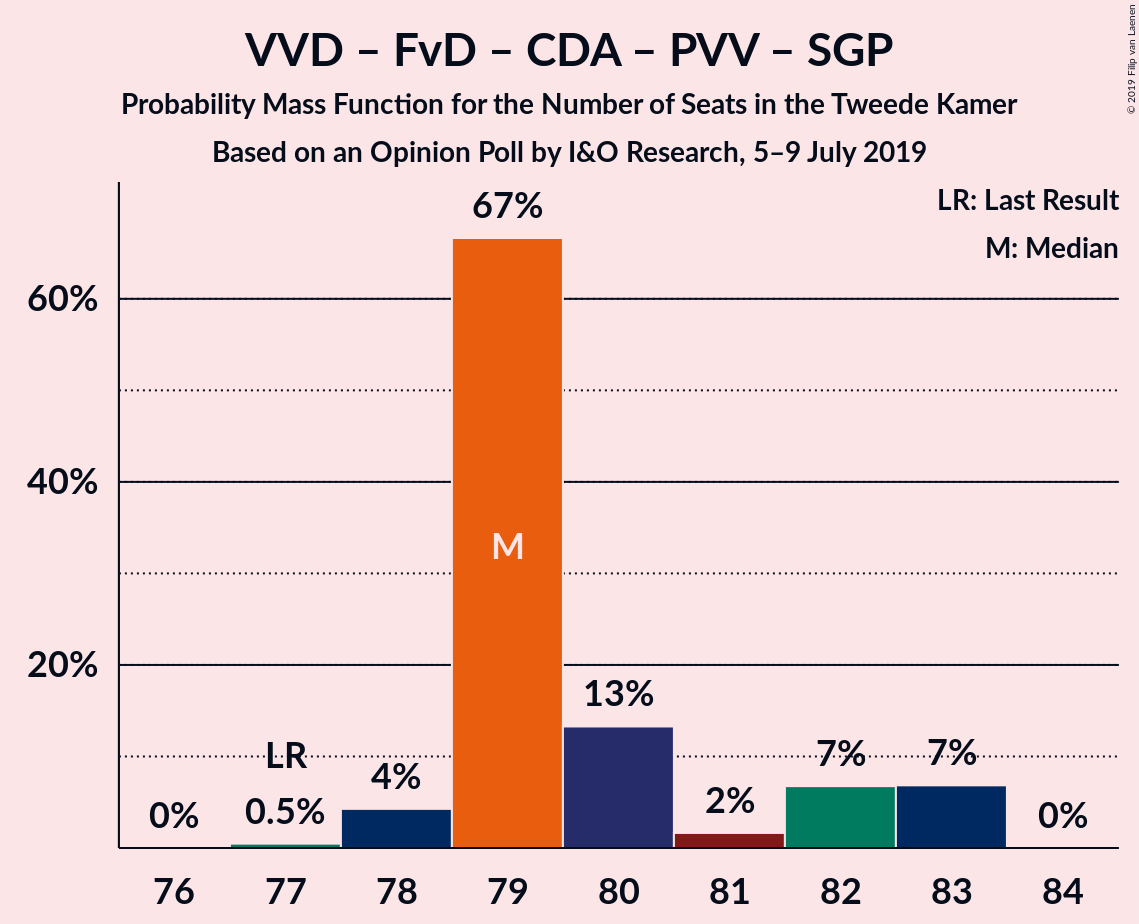 VVD – FvD – CDA – PVV – SGP
Probability Mass Function for the Number of Seats in the Tweede Kamer
Based on an Opinion Poll by I&O Research, 5–9 July 2019
© 2019 Filip van Laenen
LR: Last Result
M: Median
67%
60%
M
40%
20%
13%
LR
7%
7%
4%
2%
0.5%
0%
0%
76 77 78 79 80 81 82 83 84